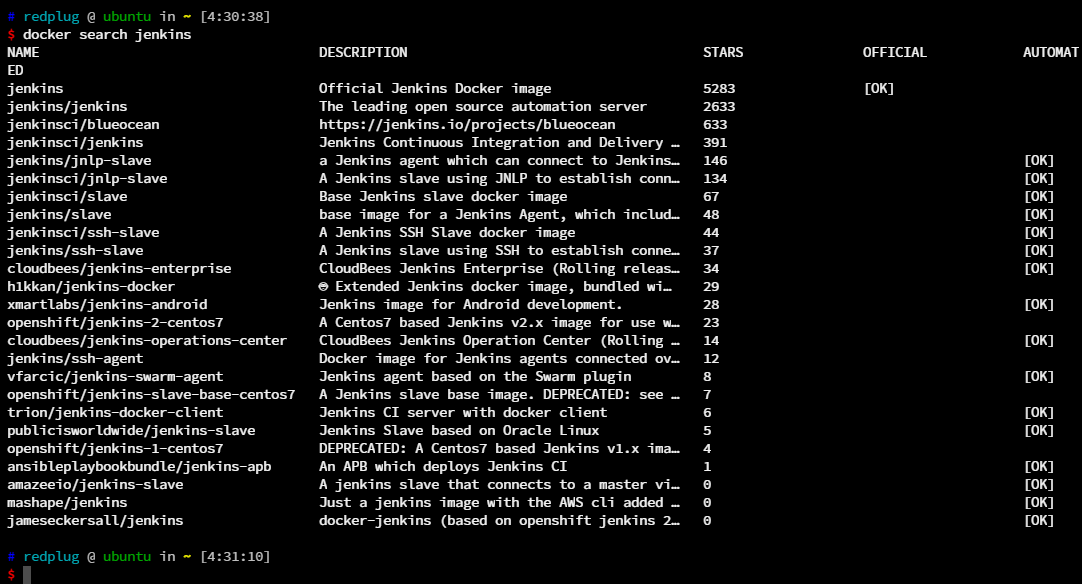 # redplug @ ubuntu in ~ [4:30:38]
$ docker search jenkins
NAME DESCRIPTION STARS OFFICIAL AUTOMAT
ED
jenkins Official Jenkins Docker image 5283 [OK]
jenkins/jenkins The leading open source automation server 2633
jenkinsci/blueocean https://jenkins.io/projects/blueocean 633
jenkinsci/jenkins Jenkins Continuous Integration and Delivery … 391
jenkins/jnlp-slave a Jenkins agent which can connect to Jenkins… 146 [OK]
jenkinsci/jnlp-slave A Jenkins slave using JNLP to establish conn… 134 [OK]
jenkinsci/slave Base Jenkins slave docker image 67 [OK]
jenkins/slave base image for a Jenkins Agent, which includ… 48 [OK]
jenkinsci/ssh-slave A Jenkins SSH Slave docker image 44 [OK]
jenkins/ssh-slave A Jenkins slave using SSH to establish conne… 37 [OK]
cloudbees/jenkins-enterprise CloudBees Jenkins Enterprise (Rolling releas… 34 [OK]
h1kkan/jenkins-docker Extended Jenkins docker image, bundled wi… 29
xmartlabs/jenkins-android Jenkins image for Android development. 28 [OK]
openshift/jenkins-2-centos7 A Centos7 based Jenkins v2.x image for use w… 23
cloudbees/jenkins-operations-center CloudBees Jenkins Operation Center (Rolling … 14 [OK]
jenkins/ssh-agent Docker image for Jenkins agents connected ov… 12
vfarcic/jenkins-swarm-agent Jenkins agent based on the Swarm plugin 8 [OK]
openshift/jenkins-slave-base-centos7 A Jenkins slave base image. DEPRECATED: see … 7
trion/jenkins-docker-client Jenkins CI server with docker client 6 [OK]
publicisworldwide/jenkins-slave Jenkins Slave based on Oracle Linux 5 [OK]
openshift/jenkins-1-centos7 DEPRECATED: A Centos7 based Jenkins v1.x ima… 4
ansibleplaybookbundle/jenkins-apb An APB which deploys Jenkins CI 1 [OK]
amazeeio/jenkins-slave A jenkins slave that connects to a master vi… 0 [OK]
mashape/jenkins Just a jenkins image with the AWS cli added … 0 [OK]
jameseckersall/jenkins docker-jenkins (based on openshift jenkins 2… 0 [OK]
# redplug @ ubuntu in ~ [4:31:10]
$